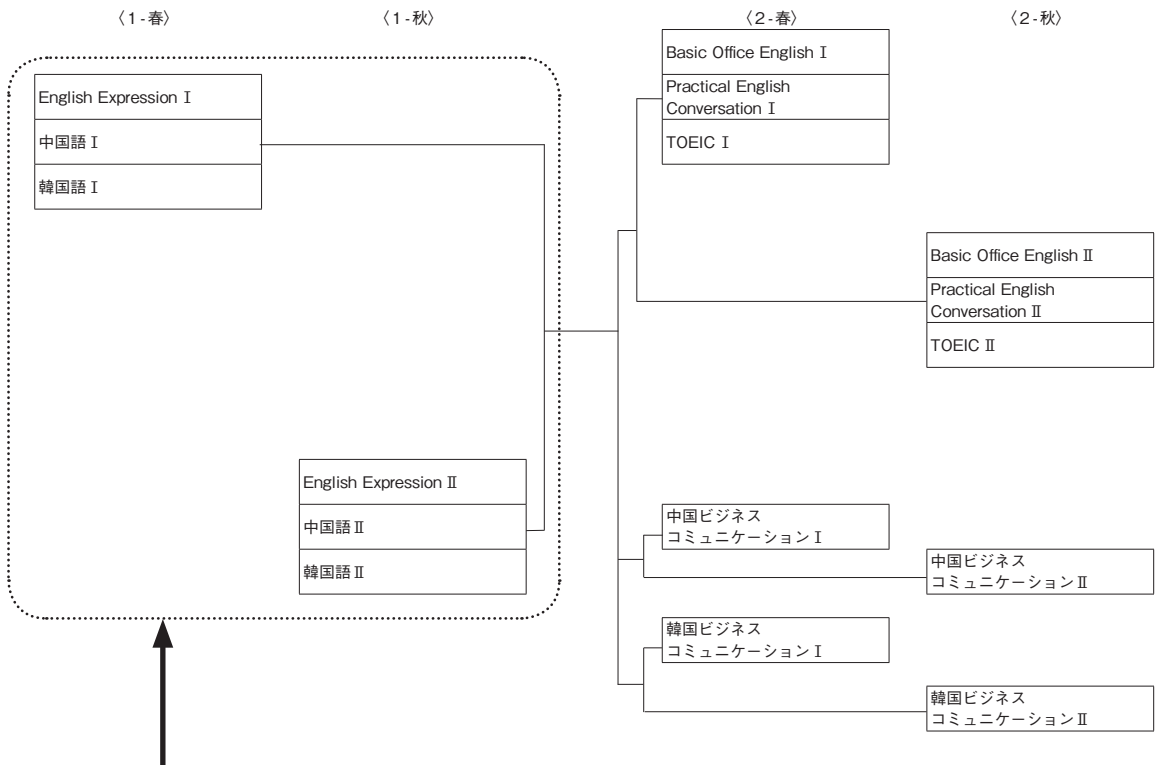 〈1-春〉
〈1-秋〉
〈2-春〉
〈2-秋〉
English Expression Ⅰ
中国語Ⅰ
韓国語Ⅰ
English Expression Ⅱ
中国語Ⅱ
韓国語Ⅱ
Basic Office English Ⅰ
Practical English
Conversation Ⅰ
TOEIC Ⅰ
Basic Office English Ⅱ
Practical English
Conversation Ⅱ
TOEIC Ⅱ
中国ビジネス
コミュニケーションⅠ
中国ビジネス
コミュニケーションⅡ
韓国ビジネス
コミュニケーションⅠ
韓国ビジネス
コミュニケーションⅡ